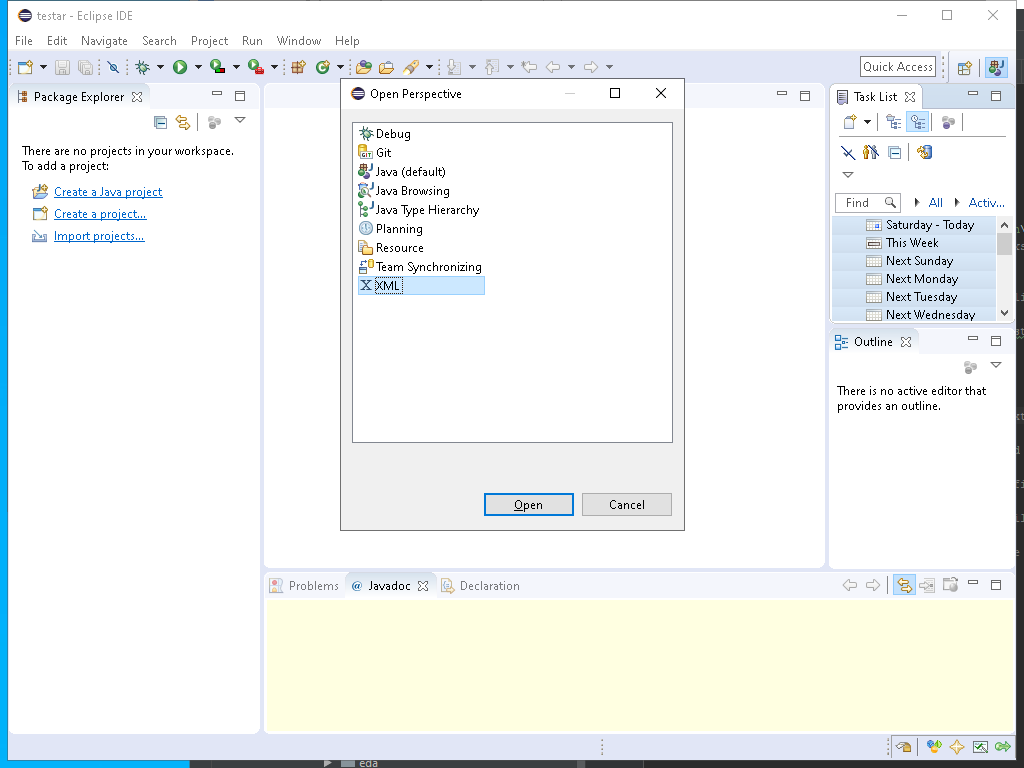 testar - Eclipse IDE
File Edit Navigate Search Project Run Window Help
Quick Access
Package Explorer
There are no projects in your workspace.
To add a project:
Create a Java project
Create a project...
Import projects...
Open Perspective
Debug
GIT
Git
Java (default)
Java Browsing
Java Type Hierarchy
Planning
Resource
Team Synchronizing
X XML
Open Cancel
Task List
Find All Activ...
Saturday - Today
This Week
Next Sunday
Next Monday
Next Tuesday
Next Wednesday
Outline
There is no active editor that
provides an outline.
Problems @ Javadoc Declaration
eda